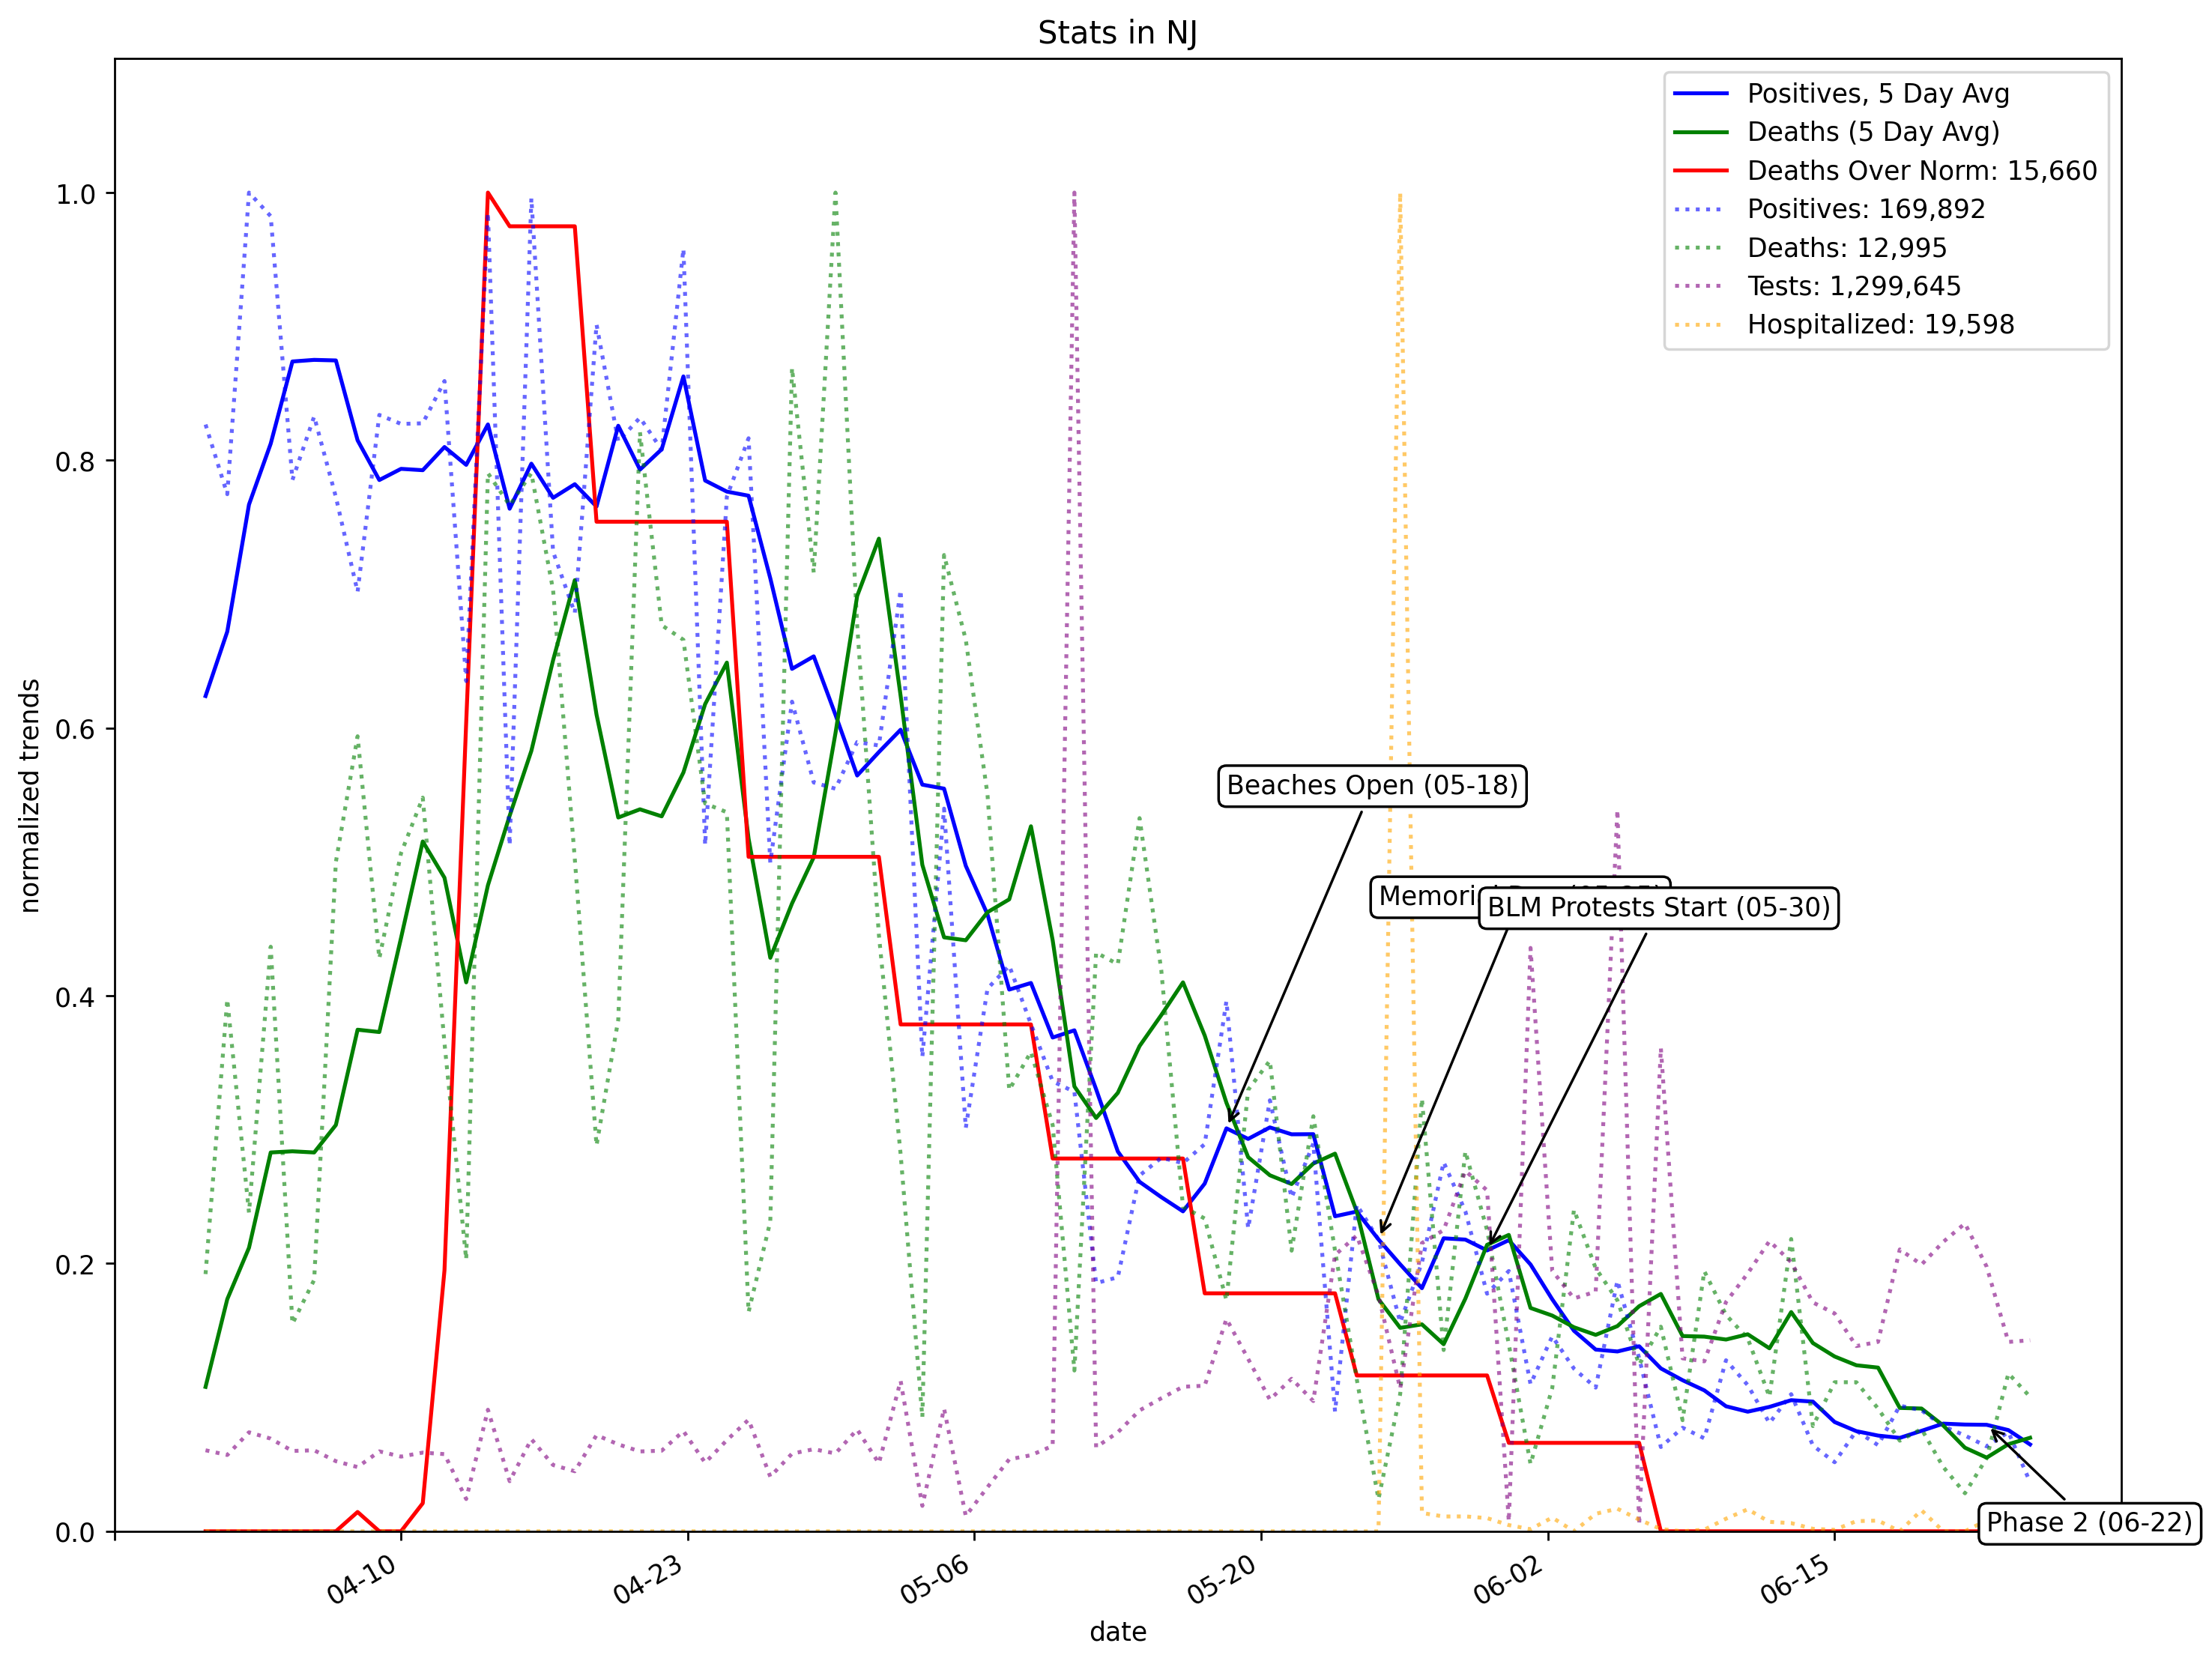 Stats in NJ
Positives, 5 Day Avg
Deaths (5 Day Avg)
Deaths Over Norm: 15,660
Positives: 169,892
Deaths: 12,995
Tests: 1,299,645
Hospitalized: 19,598
normalized trends
1.0
0.8
0.6
0.4
0.2
0.0
Beaches Open (05-18)
BLM Protests Start (05-30)
Phase 2 (06-22)
04-10
04-23
05-06
05-20
06-02
06-15
date